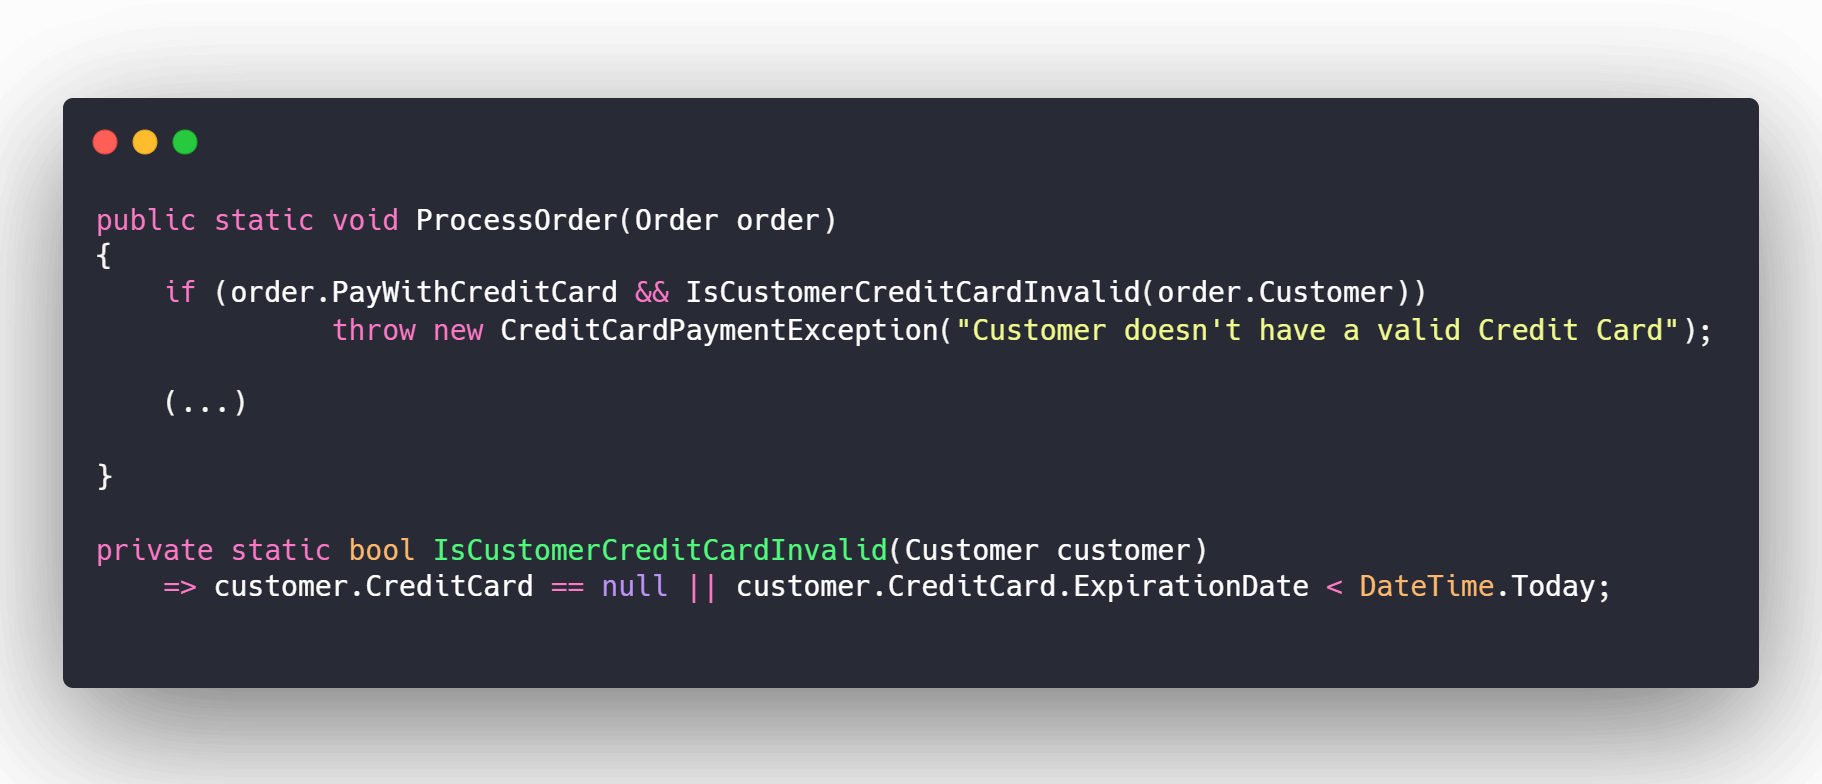 public static void ProcessOrder(Order order)
{
    if (order.PayWithCreditCard && IsCustomerCreditCardInvalid(order.Customer))
              throw new CreditCardPaymentException("Customer doesn't have a valid Credit Card");
    (...)
}
private static bool IsCustomerCreditCardInvalid(Customer customer)
    => customer.CreditCard == null || customer.CreditCard.ExpirationDate < DateTime.Today;